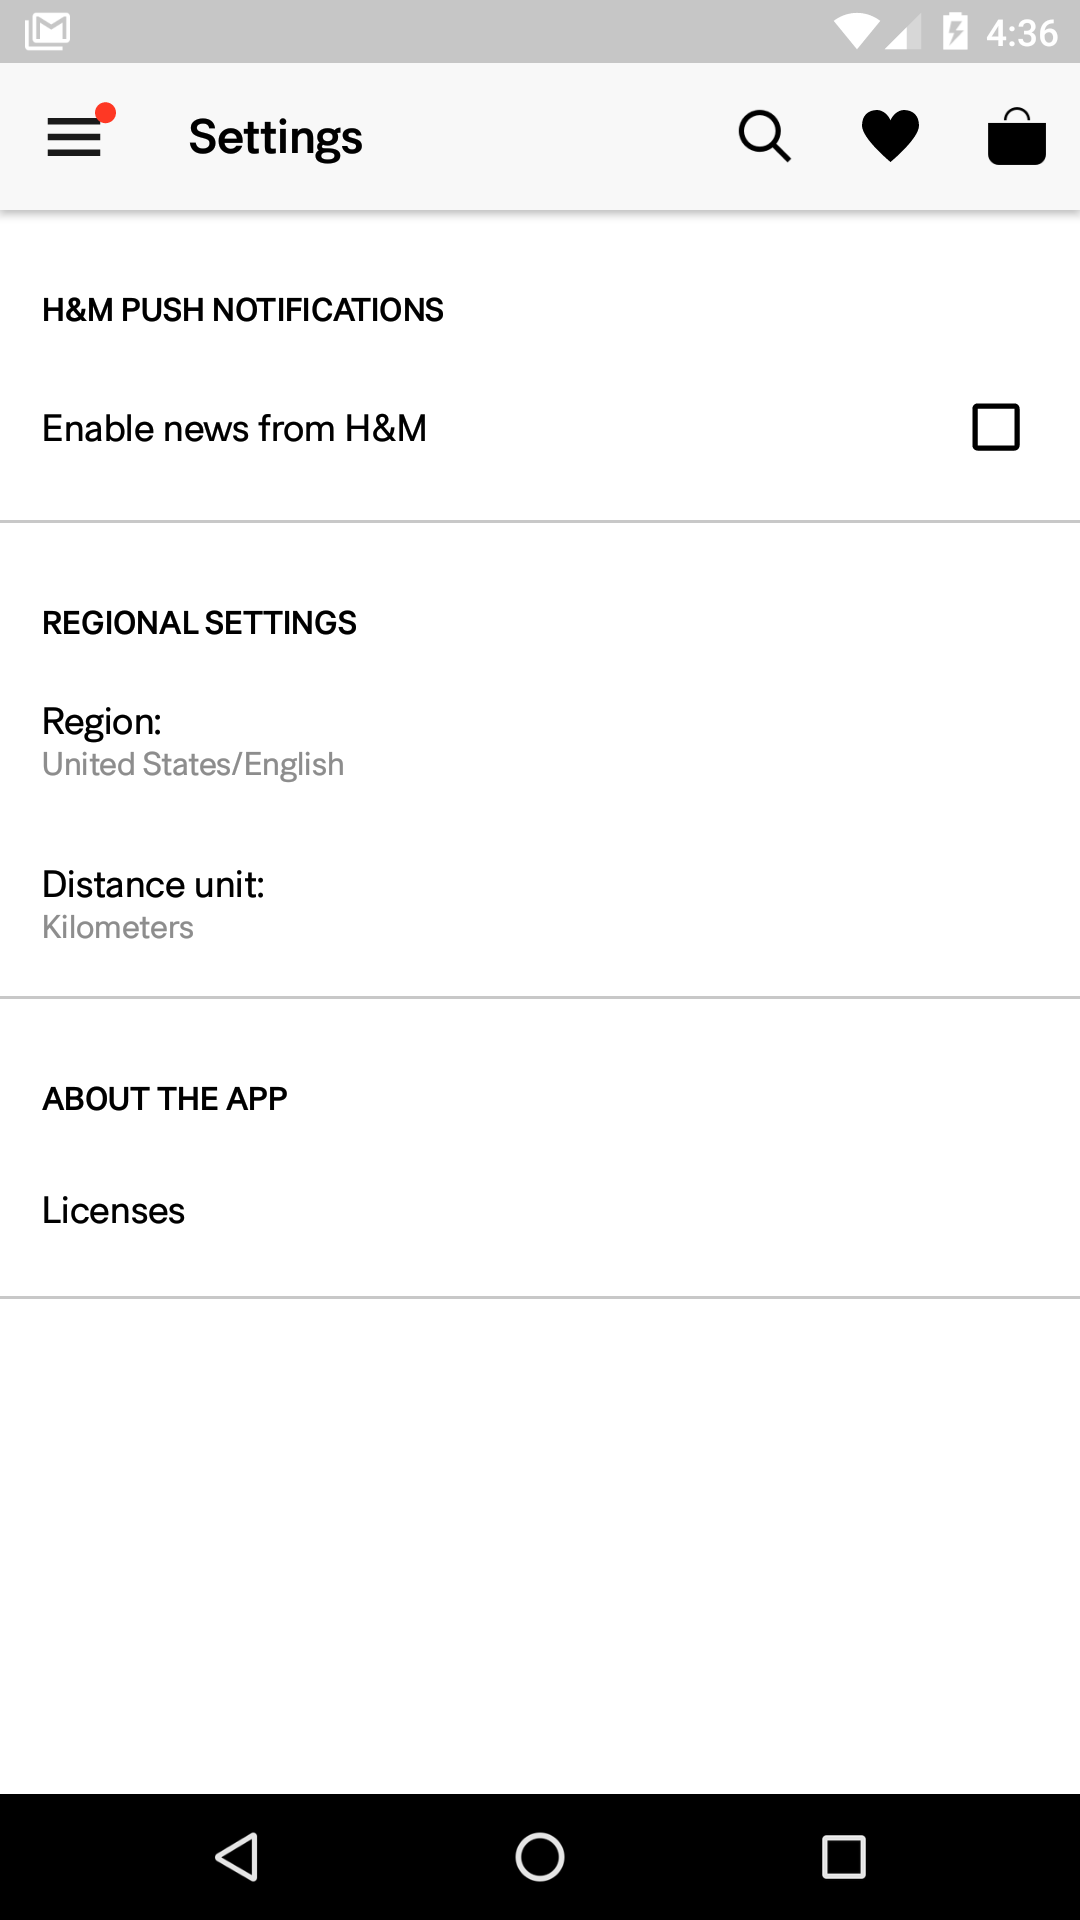 4:36
Settings
H&M PUSH NOTIFICATIONS
Enable news from H&M
REGIONAL SETTINGS
Region:
United States/English
Distance unit:
Kilometers
ABOUT THE APP
Licenses